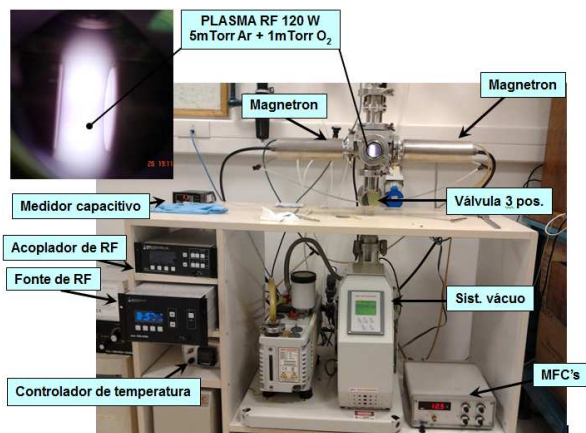 PLASMA RF 120 W
5mTorr Ar + 1mTorr O₂
Magnetron
Magnetron
Medidor capacitivo
Válvula 3 pos.
Acoplador de RF
Fonte de RF
Sist. vácuo
Controlador de temperatura
MFC's